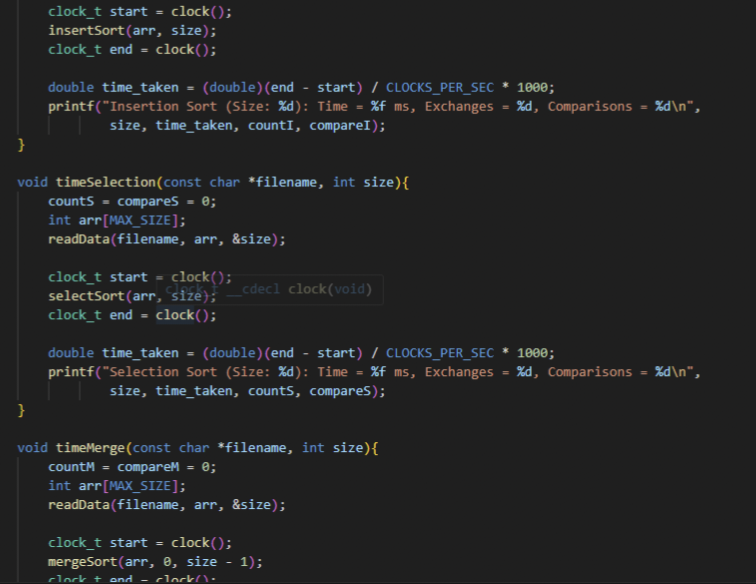 clock_t start = clock();
insertSort(arr, size);
clock_t end = clock();
double time_taken = (double)(end - start) / CLOCKS_PER_SEC * 1000;
printf("Insertion Sort (Size: %d): Time = %f ms, Exchanges = %d, Comparisons = %d\n",
size, time_taken, countI, compareI);
}
void timeSelection(const char *filename, int size){
countS = compareS = 0;
int arr[MAX_SIZE];
readData(filename, arr, &size);
clock_t start = clock();
selectSort(arr, size);
clock_t __cdecl clock(void)
clock_t end = clock();
double time_taken = (double)(end - start) / CLOCKS_PER_SEC * 1000;
printf("Selection Sort (Size: %d): Time = %f ms, Exchanges = %d, Comparisons = %d\n",
size, time_taken, countS, compareS);
}
void timeMerge(const char *filename, int size){
countM = compareM = 0;
int arr[MAX_SIZE];
readData(filename, arr, &size);
clock_t start = clock();
mergeSort(arr, 0, size - 1);
clock_t end = clock();